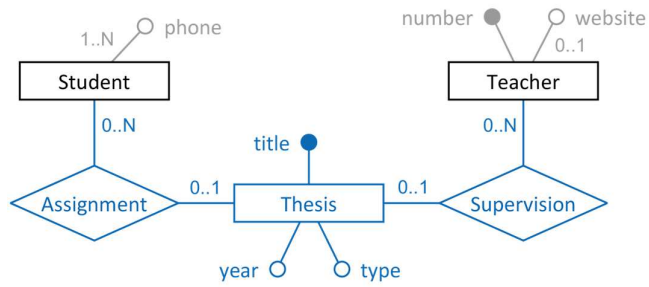 phone
number
website
1..N
0..1
Student
Teacher
0..N
0..N
title
0..1
0..1
Assignment
Thesis
Supervision
year
type